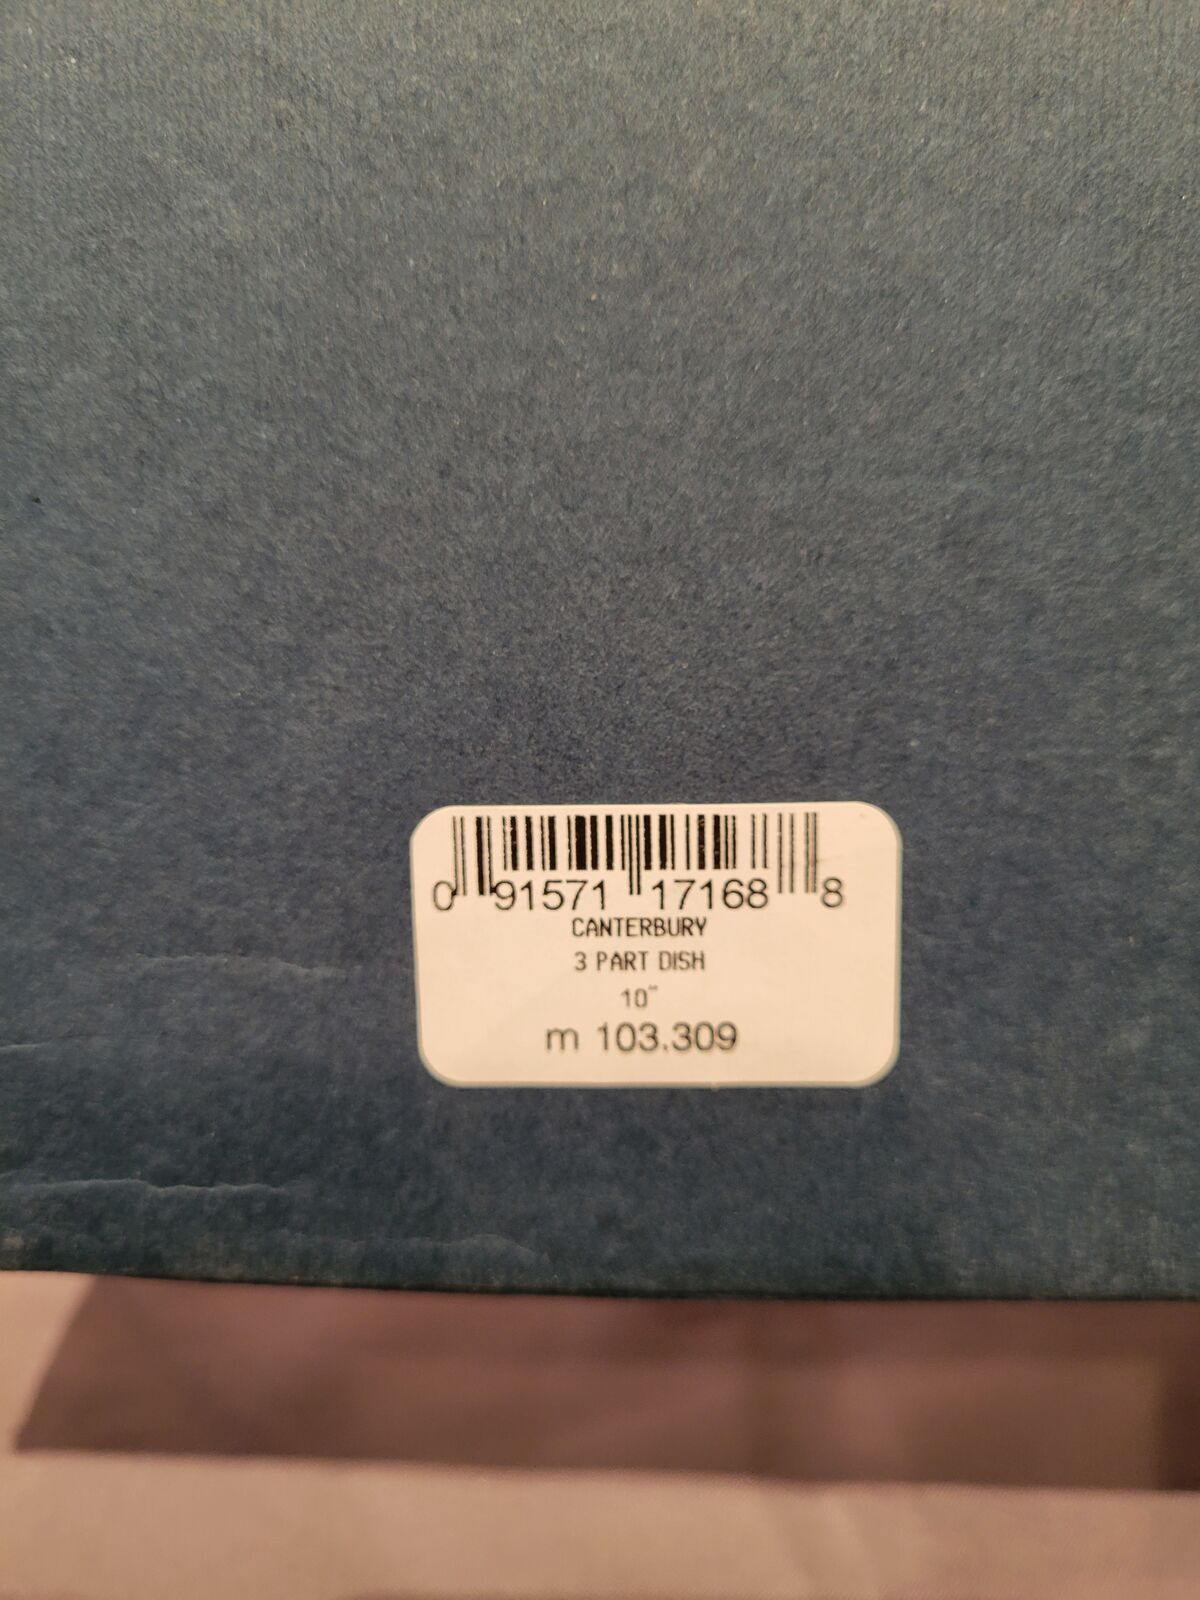 0 91571 17168 8
CANTERBURY
3 PART DISH
10"
m 103.309